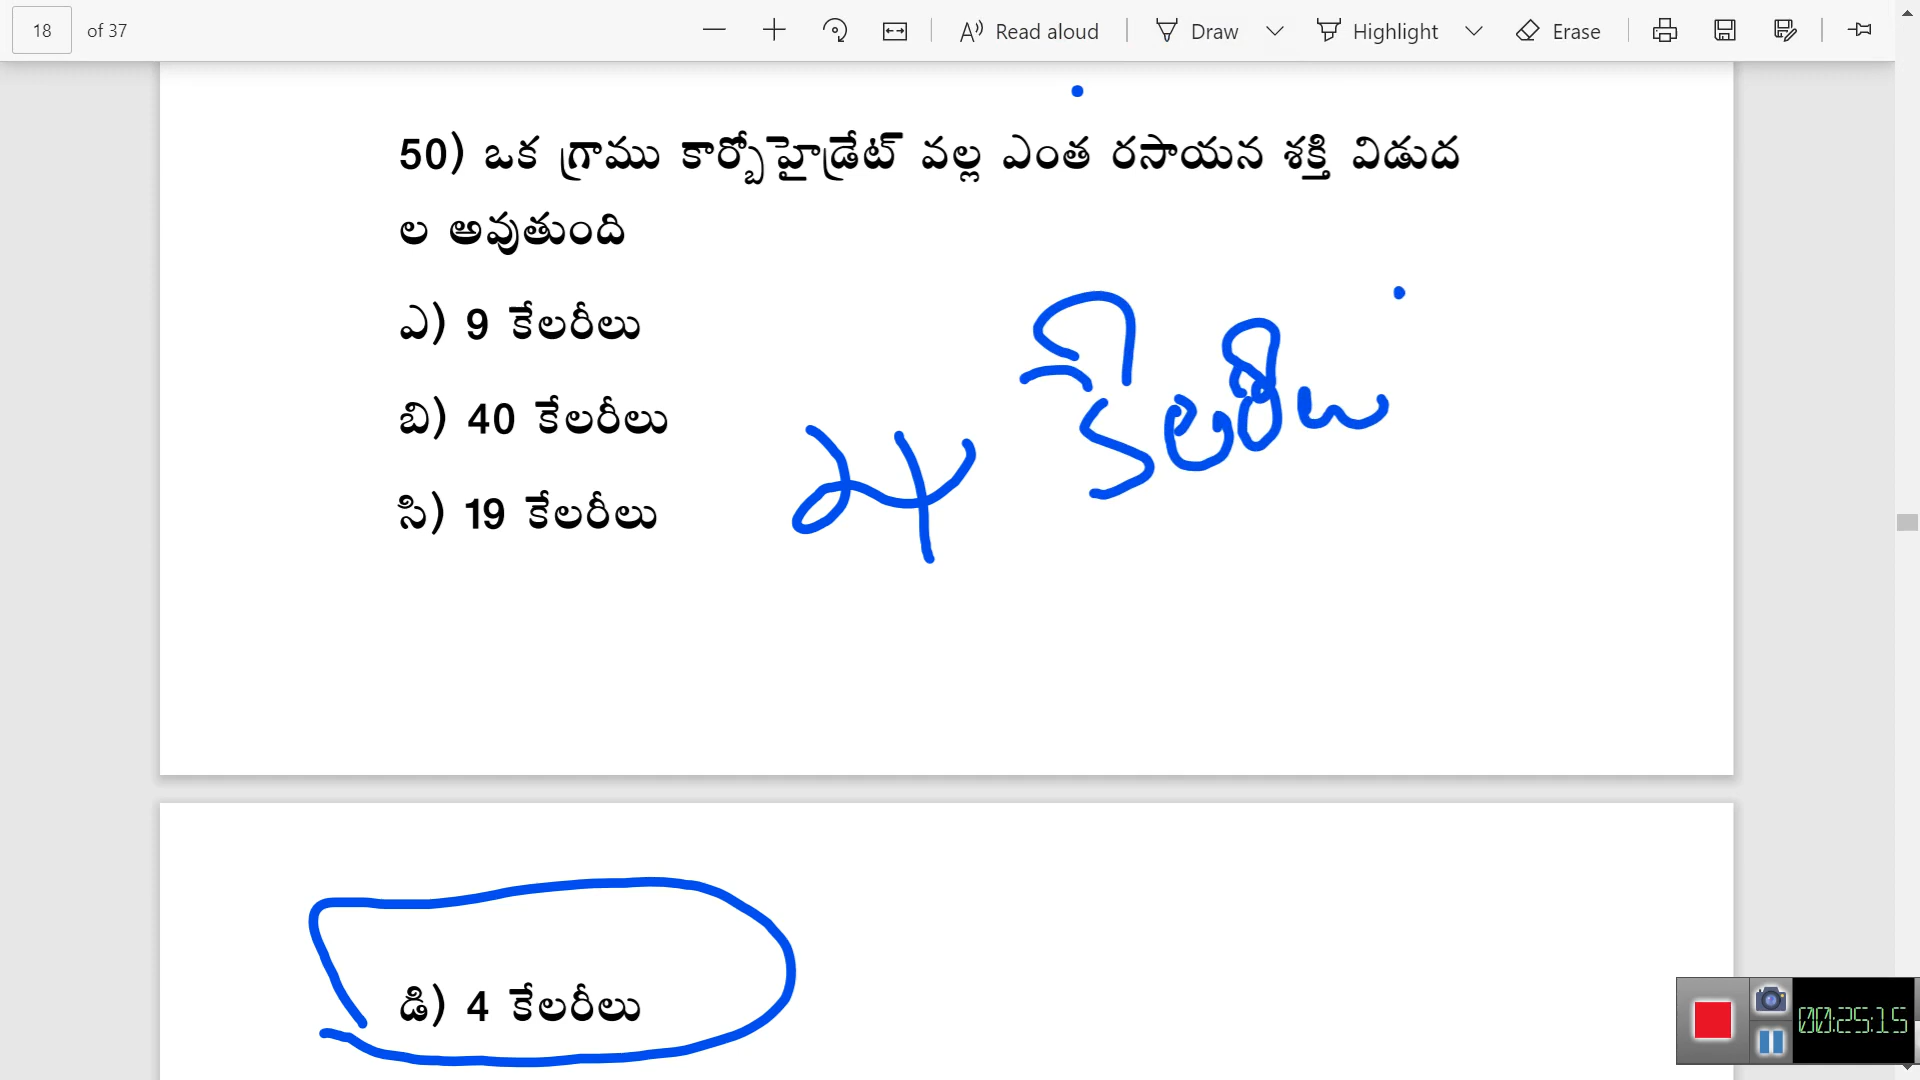 18 of 37 Read aloud Draw Highlight Erase
50) ఒక గ్రాము కార్బోహైడ్రేట్ వల్ల ఎంత రసాయన శక్తి విడుద
ల అవుతుంది
ఎ) 9 కేలరీలు
బి) 40 కేలరీలు
సి) 19 కేలరీలు
కేలరీలు
డి) 4 కేలరీలు
00:25:15